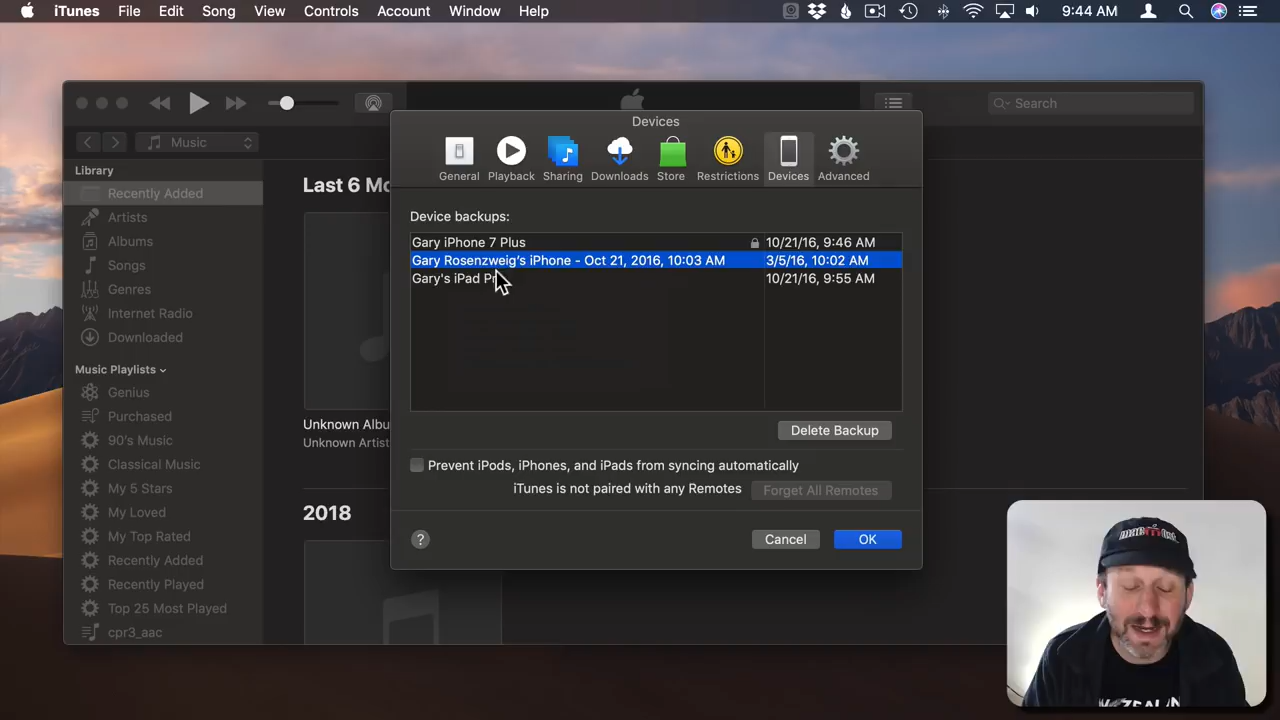 iTunes File Edit Song View Controls Account Window Help 9:44 AM
Search
Music
Devices
General Playback Sharing Downloads Store Restrictions Devices Advanced
Library
Recently Added
Artists
Albums
Songs
Genres
Internet Radio
Downloaded
Music Playlists
Genius
Purchased
90's Music
Classical Music
My 5 Stars
My Loved
My Top Rated
Recently Added
Recently Played
Top 25 Most Played
cpr3_aac
Last 6 Mo
Unknown Albu
Unknown Artist
2018
Device backups:
Gary iPhone 7 Plus 10/21/16, 9:46 AM
Gary Rosenzweig's iPhone - Oct 21, 2016, 10:03 AM 3/5/16, 10:02 AM
Gary's iPad Pr 10/21/16, 9:55 AM
Delete Backup
Prevent iPods, iPhones, and iPads from syncing automatically
iTunes is not paired with any Remotes Forget All Remotes
? Cancel OK